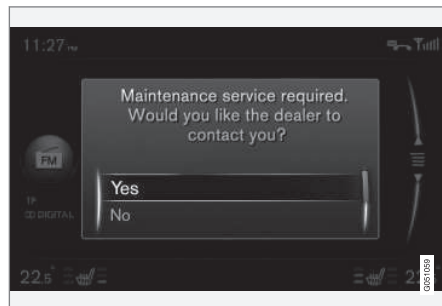 11:27
Maintenance service required.
Would you like the dealer to
contact you?
FM
Yes
TP
DIGITAL
No
22.5
G051059